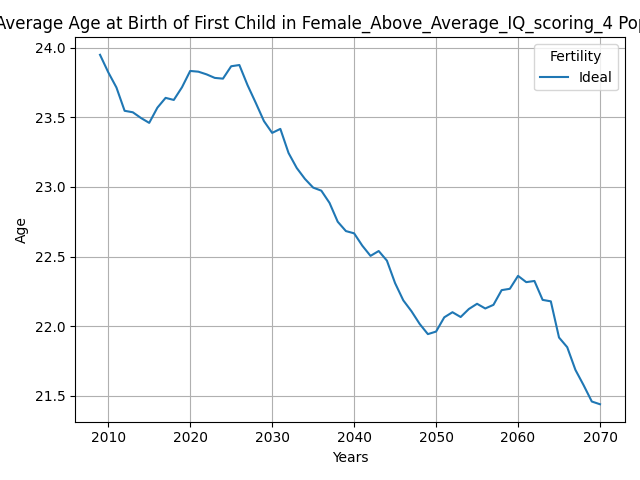 Average Age at Birth of First Child in Female_Above_Average_IQ_scoring_4 Pop
Fertility
Ideal
24.0
23.5
23.0
22.5
22.0
21.5
Age
2010 2020 2030 2040 2050 2060 2070
Years